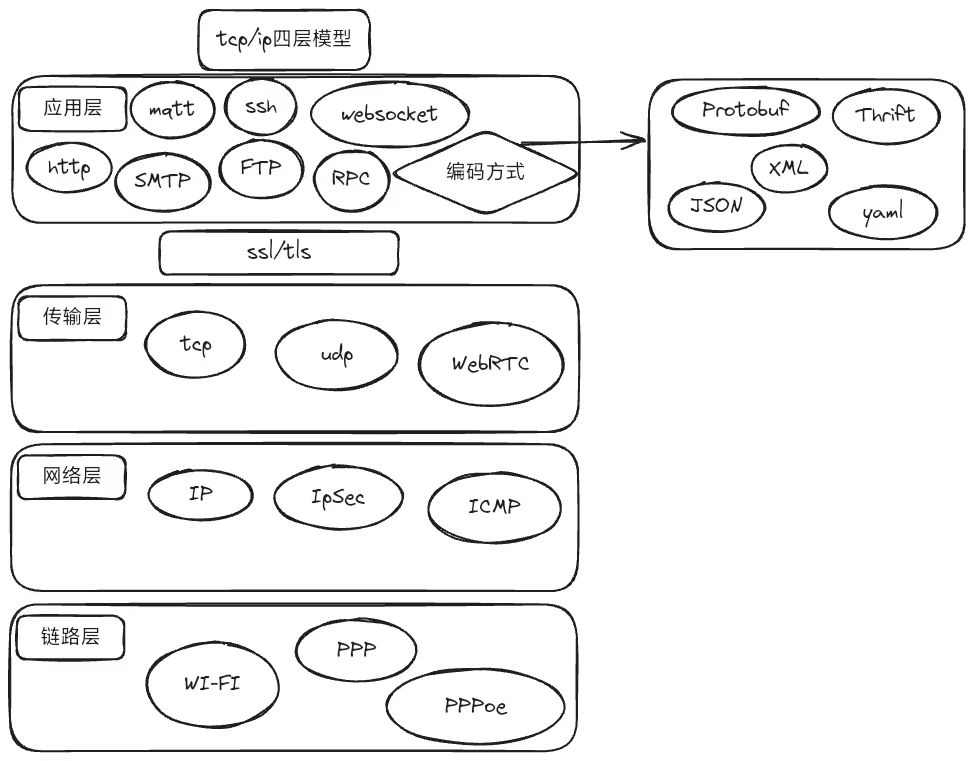 tcp/ip四层模型
应用层
mqtt
ssh
websocket
http
SMTP
FTP
RPC
编码方式
Protobuf
Thrift
XML
JSON
yaml
ssl/tls
传输层
tcp
udp
WebRTC
网络层
IP
IpSec
ICMP
链路层
WI-FI
PPP
PPPoe